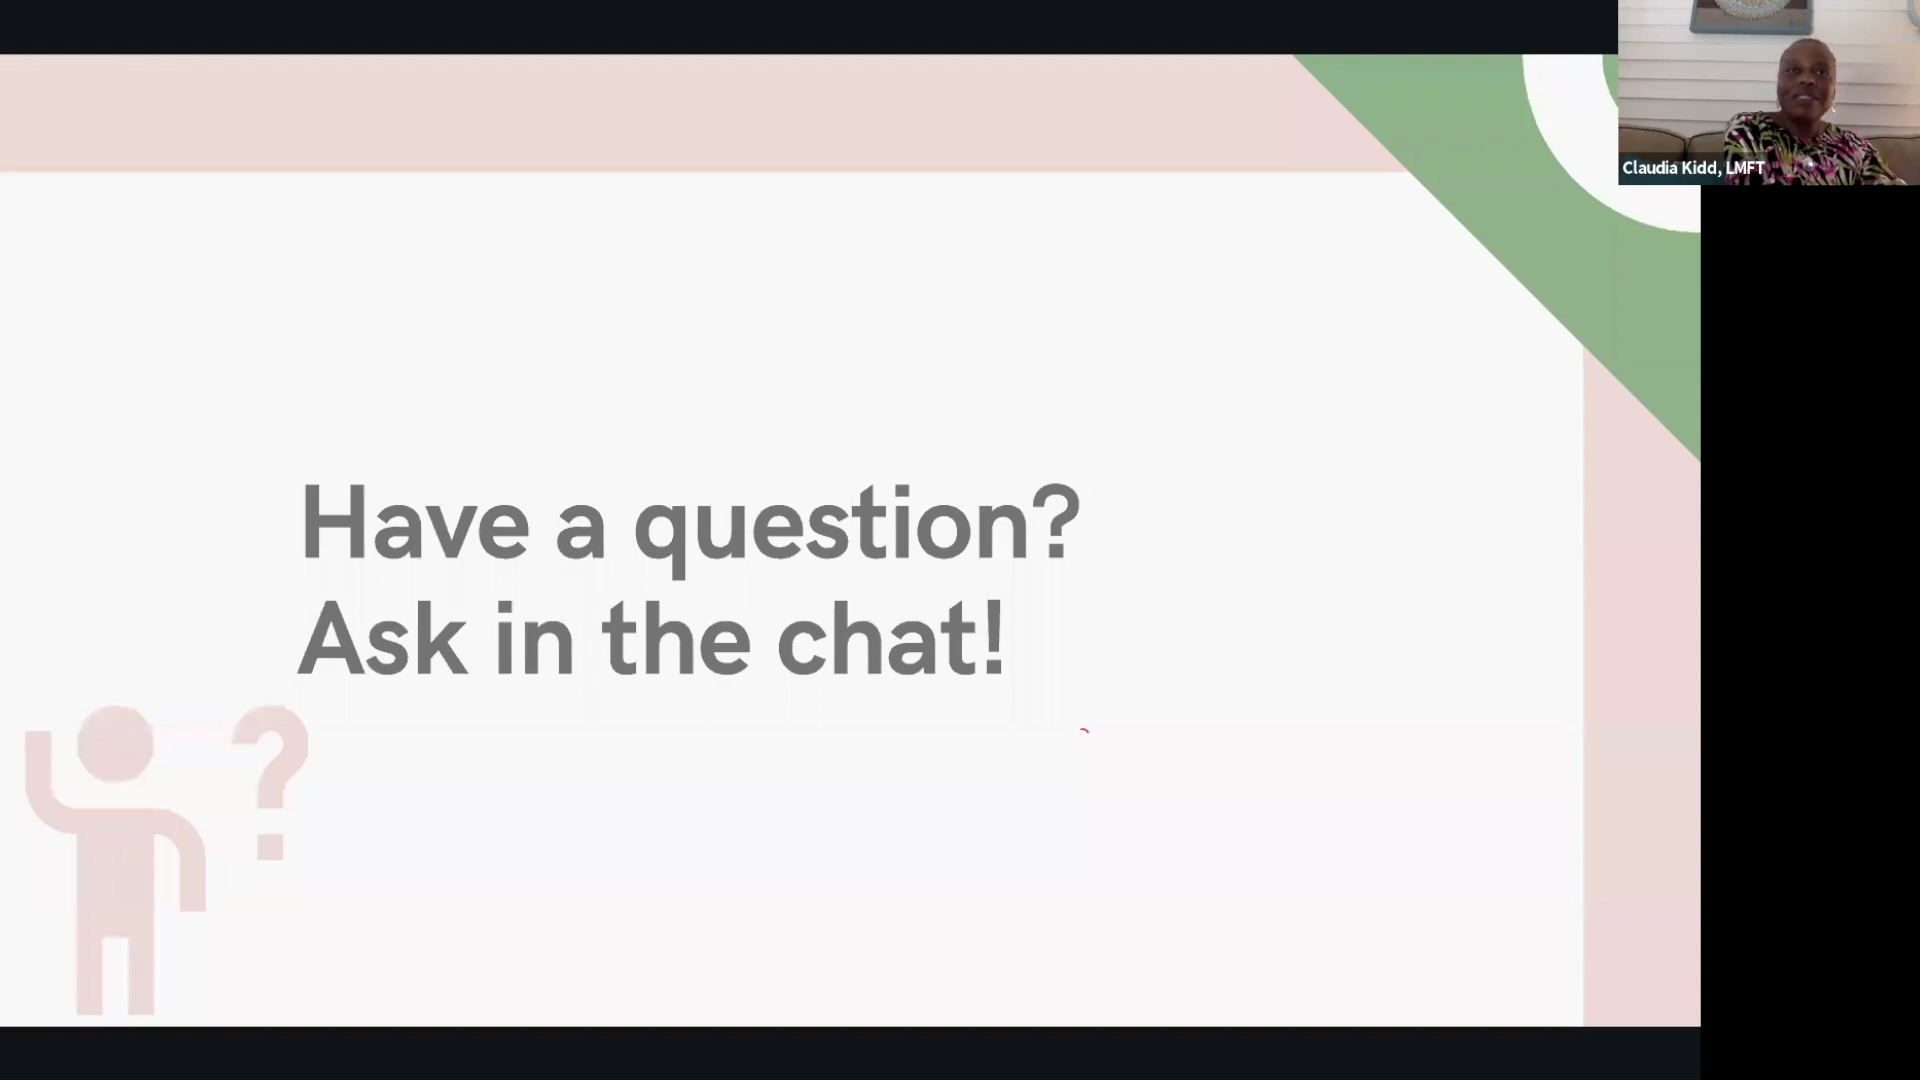 Claudia Kidd, LMFT
Have a question?
Ask in the chat!
?